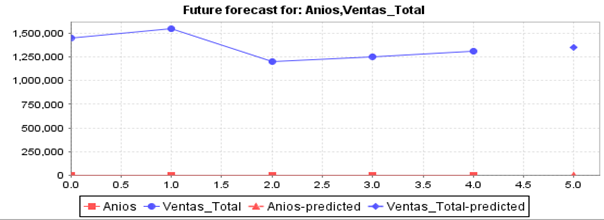 Future forecast for: Anios,Ventas_Total
1,500,000
1,250,000
1,000,000
750,000
500,000
250,000
0
0.0 0.5 1.0 1.5 2.0 2.5 3.0 3.5 4.0 4.5 5.0
Anios Ventas_Total Anios-predicted Ventas_Total-predicted